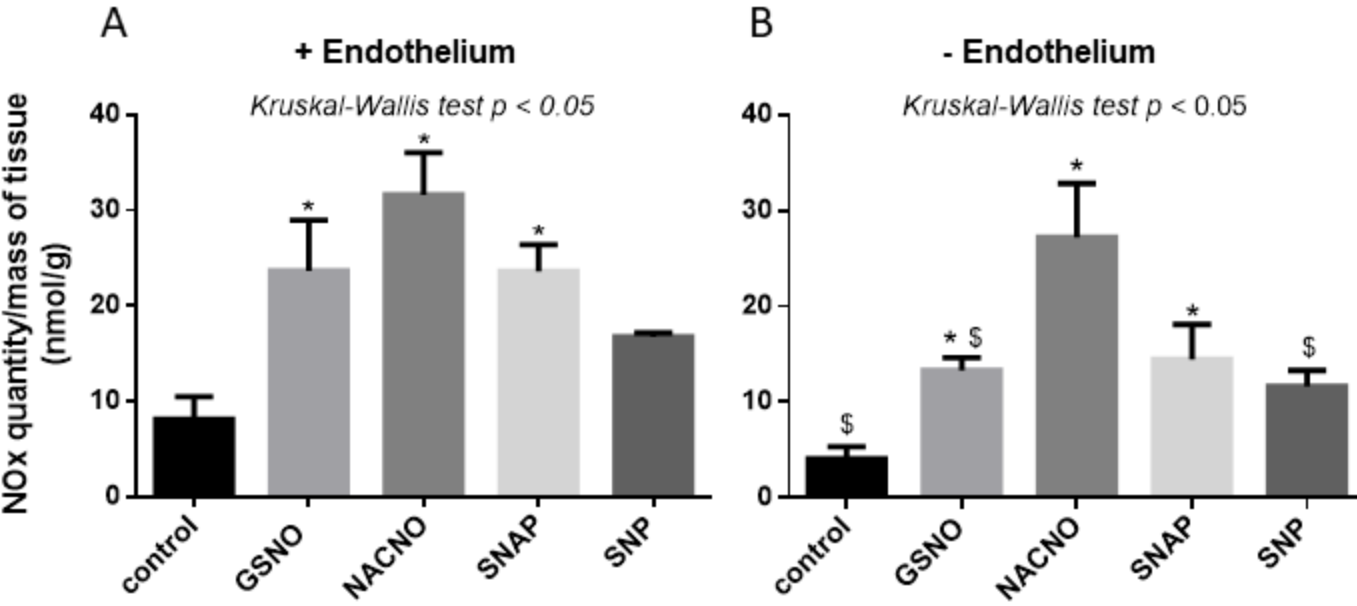 A
+ Endothelium
Kruskal-Wallis test p < 0.05
NOx quantity/mass of tissue
(nmol/g)
40
*
30
*
*
20
10
0
control
GSNO
NACNO
SNAP
SNP
B
- Endothelium
Kruskal-Wallis test p < 0.05
40
*
30
20
* $
*
$
10
$
0
control
GSNO
NACNO
SNAP
SNP